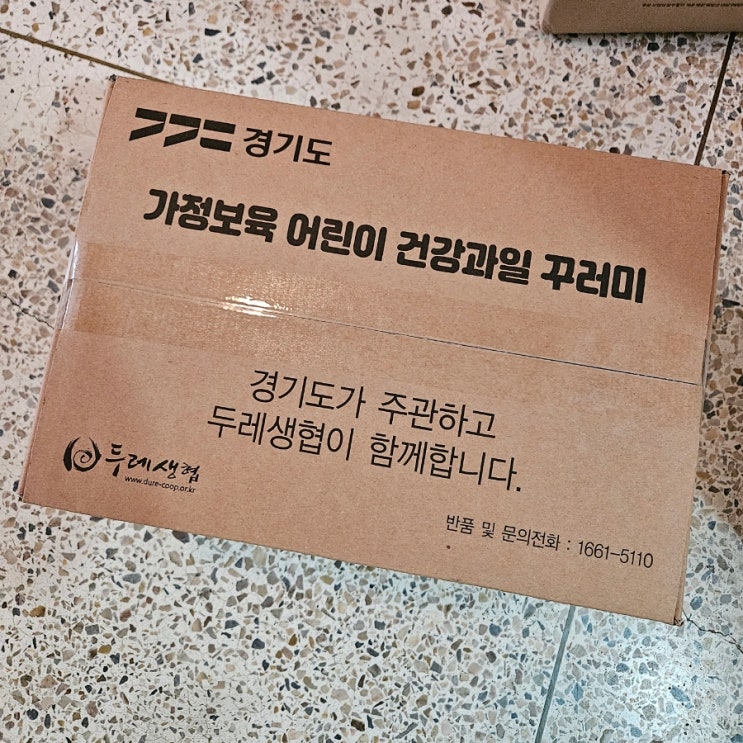 경기도
가정보육 어린이 건강과일 꾸러미
경기도가 주관하고
두레생협이 함께합니다.
두레생협
www.dure-coop.or.kr
반품 및 문의전화 : 1661-5110